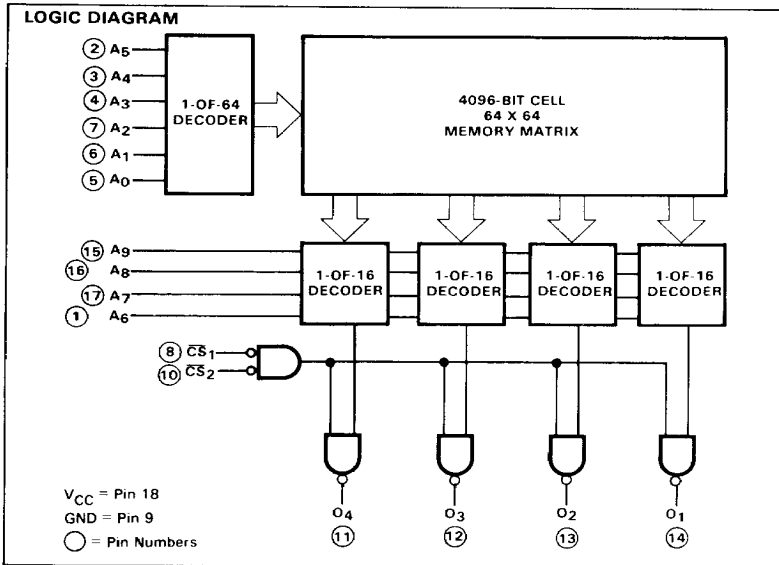 LOGIC DIAGRAM
2 A5
3 A4
4 A3
7 A2
6 A1
5 A0
1-OF-64
DECODER
4096-BIT CELL
64 X 64
MEMORY MATRIX
15 A9
16 A8
17 A7
1 A6
1-OF-16
DECODER
1-OF-16
DECODER
1-OF-16
DECODER
1-OF-16
DECODER
8 C̅S̅1
10 C̅S̅2
O4
11
O3
12
O2
13
O1
14
VCC = Pin 18
GND = Pin 9
◯ = Pin Numbers